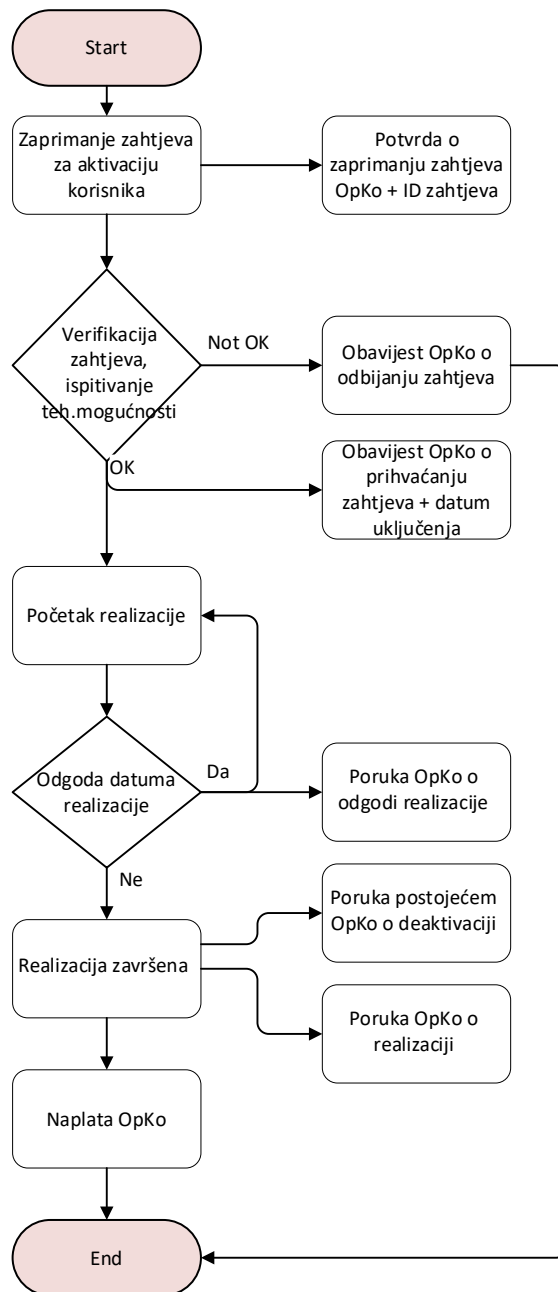 Start
Zaprimanje zahtjeva
za aktivaciju
korisnika
Potvrda o
zaprimanju zahtjeva
OpKo + ID zahtjeva
Verifikacija
zahtjeva,
ispitivanje
teh.mogućnosti
Not OK
Obavijest OpKo o
odbijanju zahtjeva
OK
Obavijest OpKo o
prihvaćanju
zahtjeva + datum
uključenja
Početak realizacije
Odgoda datuma
realizacije
Da
Poruka OpKo o
odgodi realizacije
Ne
Poruka postojećem
OpKo o deaktivaciji
Realizacija završena
Poruka OpKo o
realizaciji
Naplata OpKo
End